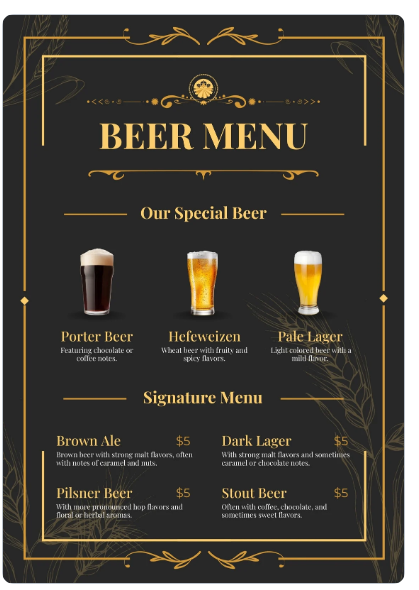 BEER MENU
Our Special Beer
Porter Beer
Featuring chocolate or
coffee notes.
Hefeweizen
Wheat beer with fruity and
spicy flavors.
Pale Lager
Light colored beer with a
mild flavor.
Signature Menu
Brown Ale $5
Brown beer with strong malt flavors, often
with notes of caramel and nuts.
Dark Lager $5
With strong malt flavors and sometimes
caramel or chocolate notes.
Pilsner Beer $5
With more pronounced hop flavors and
floral or herbal aromas.
Stout Beer $5
Often with coffee, chocolate, and
sometimes sweet flavors.